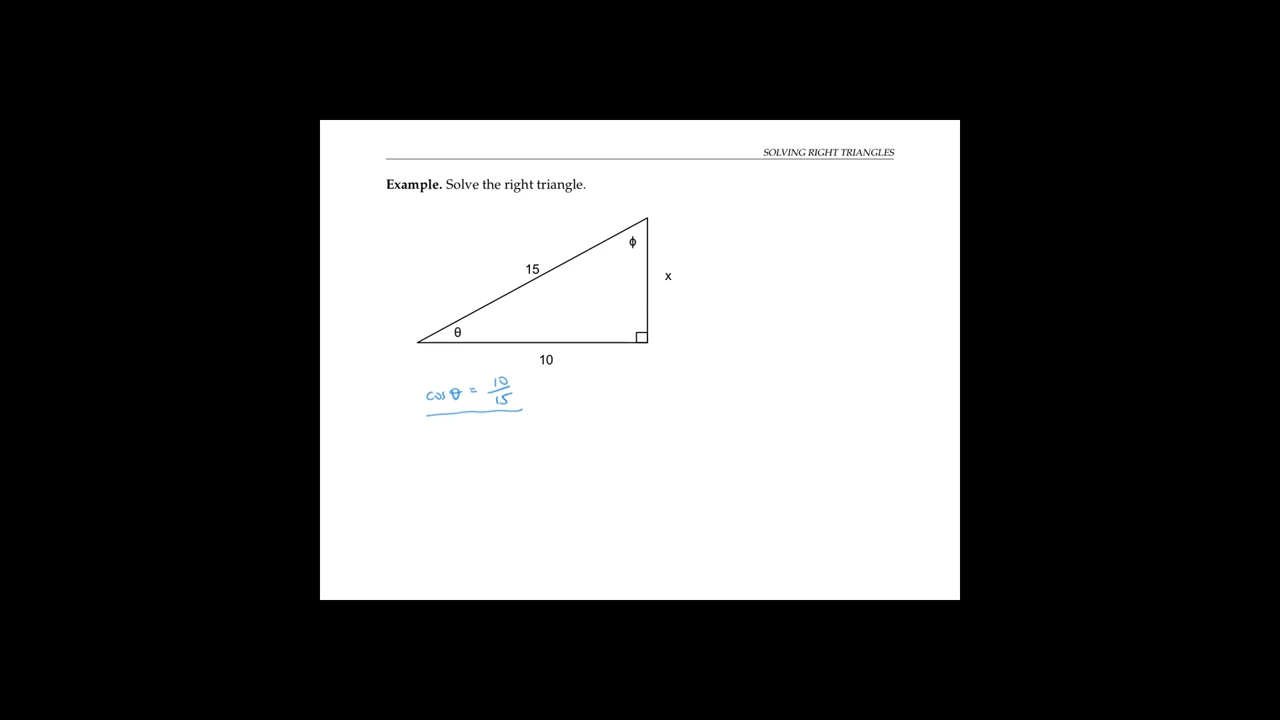 SOLVING RIGHT TRIANGLES
Example. Solve the right triangle.
ϕ
15
x
θ
10
cos θ = 10/15